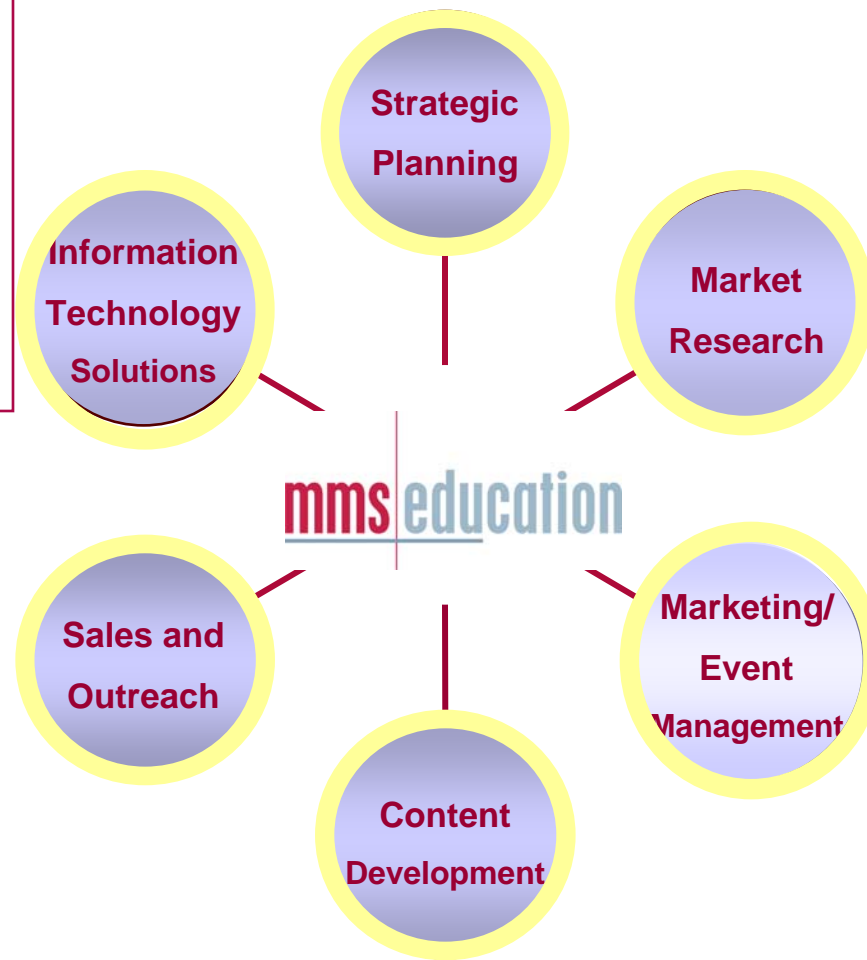 Strategic
Planning
Market
Research
Marketing/
Event
Management
Content
Development
Sales and
Outreach
Information
Technology
Solutions
mms education